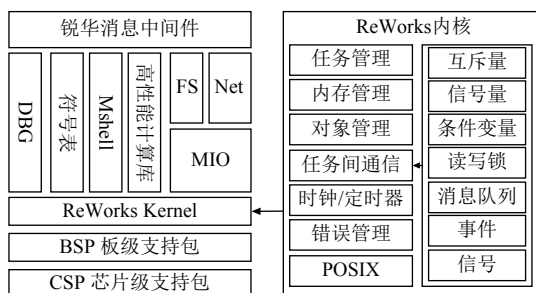 锐华消息中间件
DBG
符号表
Mshell
高性能计算库
FS
Net
MIO
ReWorks Kernel
BSP 板级支持包
CSP 芯片级支持包
ReWorks内核
任务管理
内存管理
对象管理
任务间通信
时钟/定时器
错误管理
POSIX
互斥量
信号量
条件变量
读写锁
消息队列
事件
信号